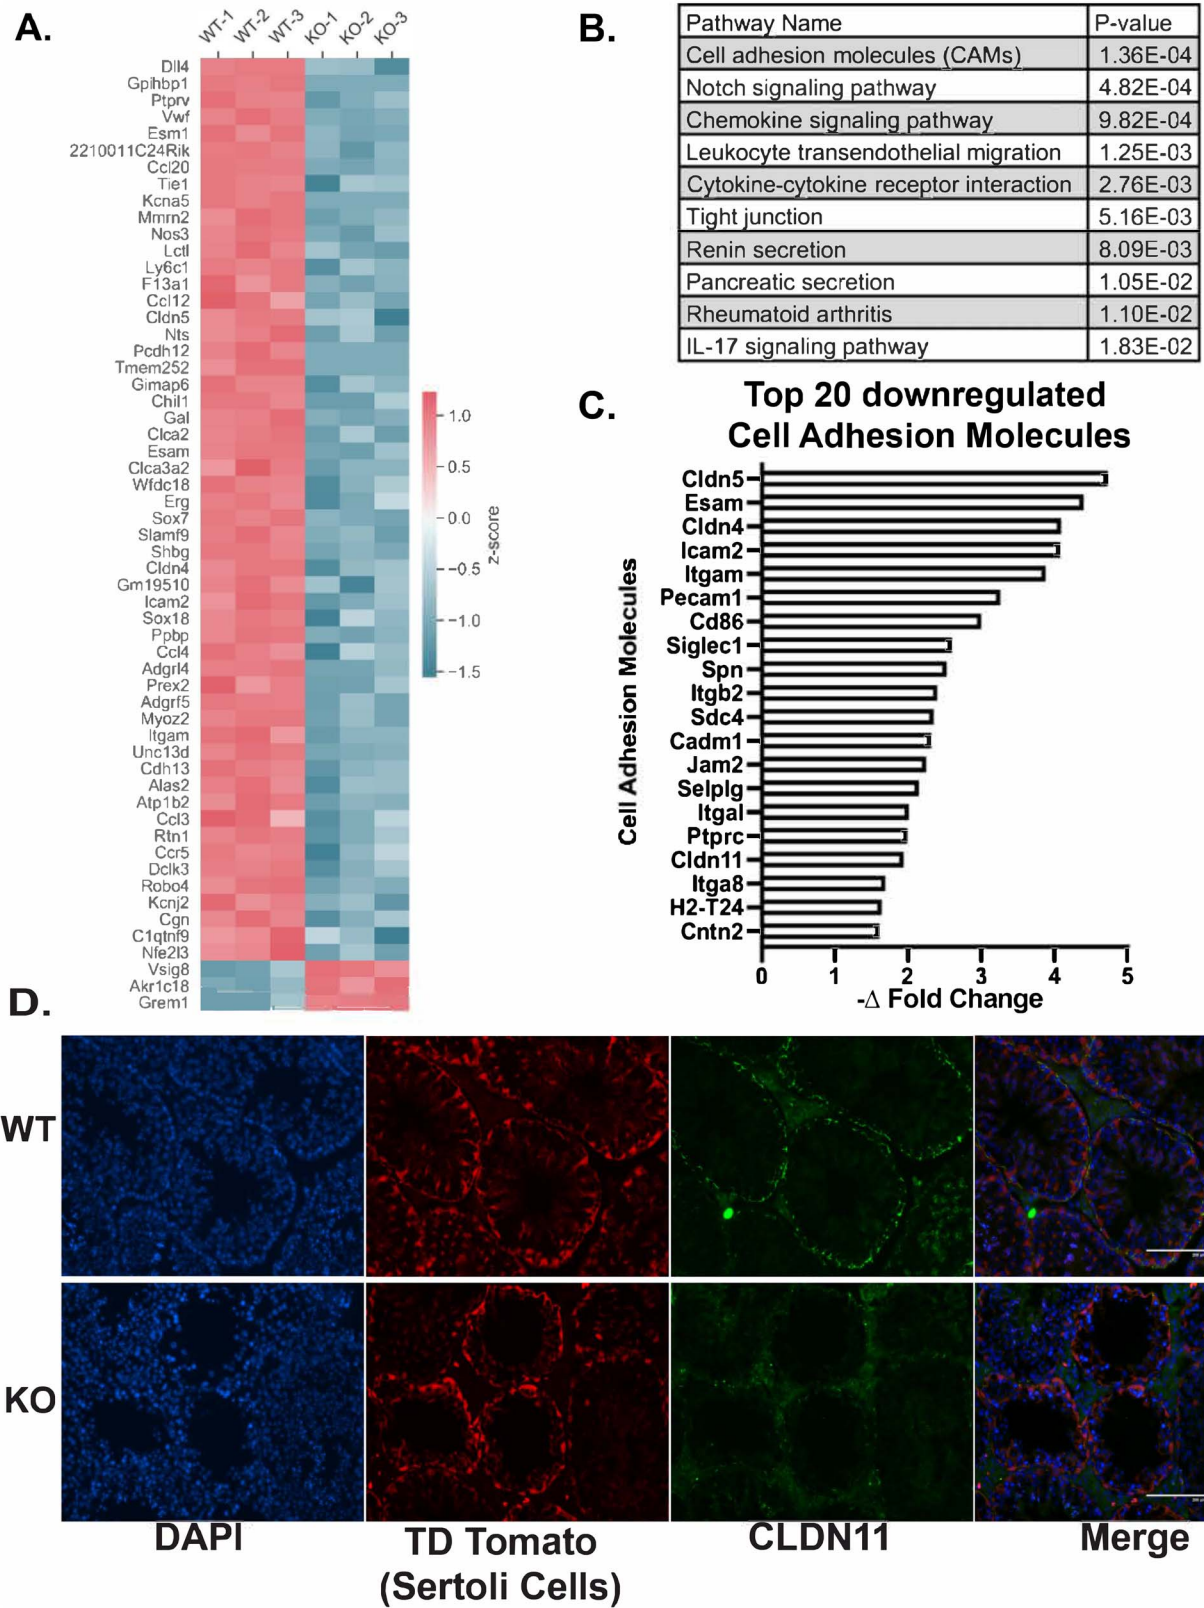 A.
WT-1
WT-2
WT-3
KO-1
KO-2
KO-3
Dll4
Gpihbp1
Ptprv
Vwf
Esm1
2210011C24Rik
Ccl20
Tie1
Kcna5
Mmrn2
Nos3
Lctl
Ly6c1
F13a1
Ccl12
Cldn5
Nts
Pcdh12
Tmem252
Gimap6
Chil1
Gal
Clca2
Esam
Clca3a2
Wfdc18
Erg
Sox7
Slamf9
Shbg
Cldn4
Gm19510
Icam2
Sox18
Ppbp
Ccl4
Adgrl4
Prex2
Adgrf5
Myoz2
Itgam
Unc13d
Cdh13
Alas2
Atp1b2
Ccl3
Rtn1
Ccr5
Dclk3
Robo4
Kcnj2
Cgn
C1qtnf9
Nfe2l3
Vsig8
Akr1c18
Grem1
1.0
0.5
0.0
−0.5
−1.0
−1.5
z-score
B.
Pathway Name P-value
Cell adhesion molecules (CAMs) 1.36E-04
Notch signaling pathway 4.82E-04
Chemokine signaling pathway 9.82E-04
Leukocyte transendothelial migration 1.25E-03
Cytokine-cytokine receptor interaction 2.76E-03
Tight junction 5.16E-03
Renin secretion 8.09E-03
Pancreatic secretion 1.05E-02
Rheumatoid arthritis 1.10E-02
IL-17 signaling pathway 1.83E-02
C.
Top 20 downregulated
Cell Adhesion Molecules
Cell Adhesion Molecules
Cldn5
Esam
Cldn4
Icam2
Itgam
Pecam1
Cd86
Siglec1
Spn
Itgb2
Sdc4
Cadm1
Jam2
Selplg
Itgal
Ptprc
Cldn11
Itga8
H2-T24
Cntn2
0 1 2 3 4 5
-Δ Fold Change
D.
WT
KO
DAPI
TD Tomato
(Sertoli Cells)
CLDN11
Merge